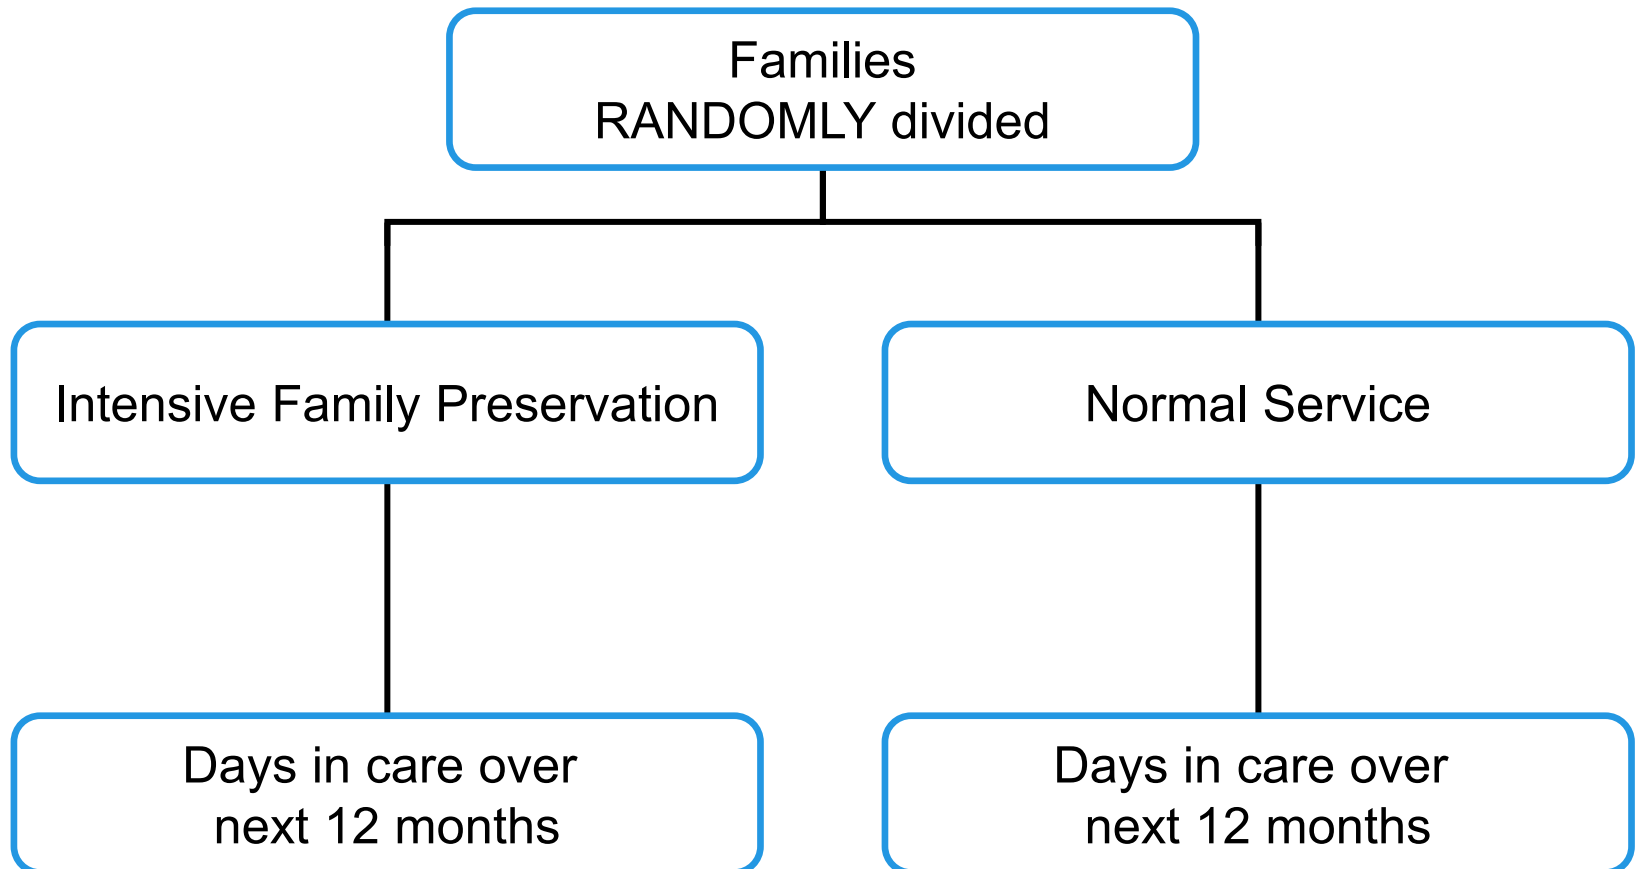 Families
RANDOMLY divided
Intensive Family Preservation
Normal Service
Days in care over
next 12 months
Days in care over
next 12 months